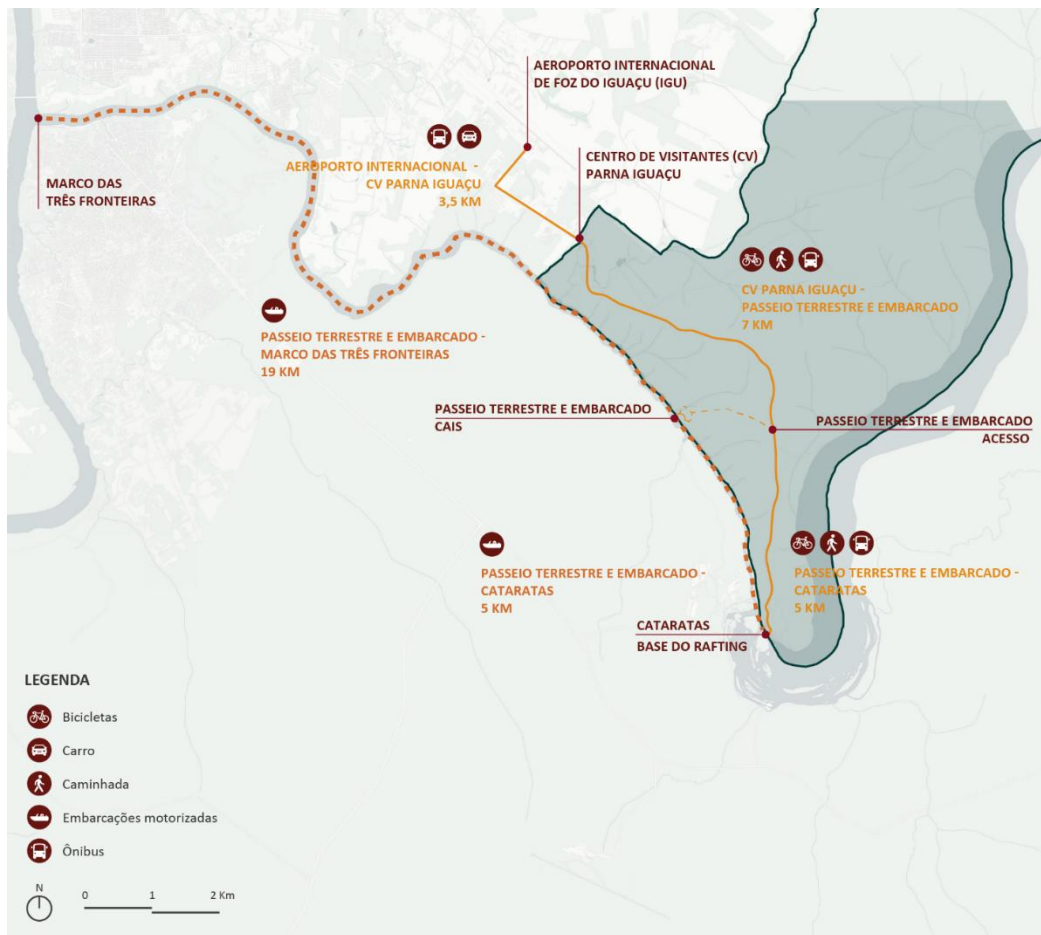 AEROPORTO INTERNACIONAL
DE FOZ DO IGUAÇU (IGU)
CENTRO DE VISITANTES (CV)
PARNA IGUAÇU
AEROPORTO INTERNACIONAL -
CV PARNA IGUAÇU
3,5 KM
MARCO DAS
TRÊS FRONTEIRAS
CV PARNA IGUAÇU -
PASSEIO TERRESTRE E EMBARCADO
7 KM
PASSEIO TERRESTRE E EMBARCADO -
MARCO DAS TRÊS FRONTEIRAS
19 KM
PASSEIO TERRESTRE E EMBARCADO
CAIS
PASSEIO TERRESTRE E EMBARCADO
ACESSO
PASSEIO TERRESTRE E EMBARCADO -
CATARATAS
5 KM
PASSEIO TERRESTRE E EMBARCADO -
CATARATAS
5 KM
CATARATAS
BASE DO RAFTING
LEGENDA
Bicicletas
Carro
Caminhada
Embarcações motorizadas
Ônibus
N
0 1 2 Km